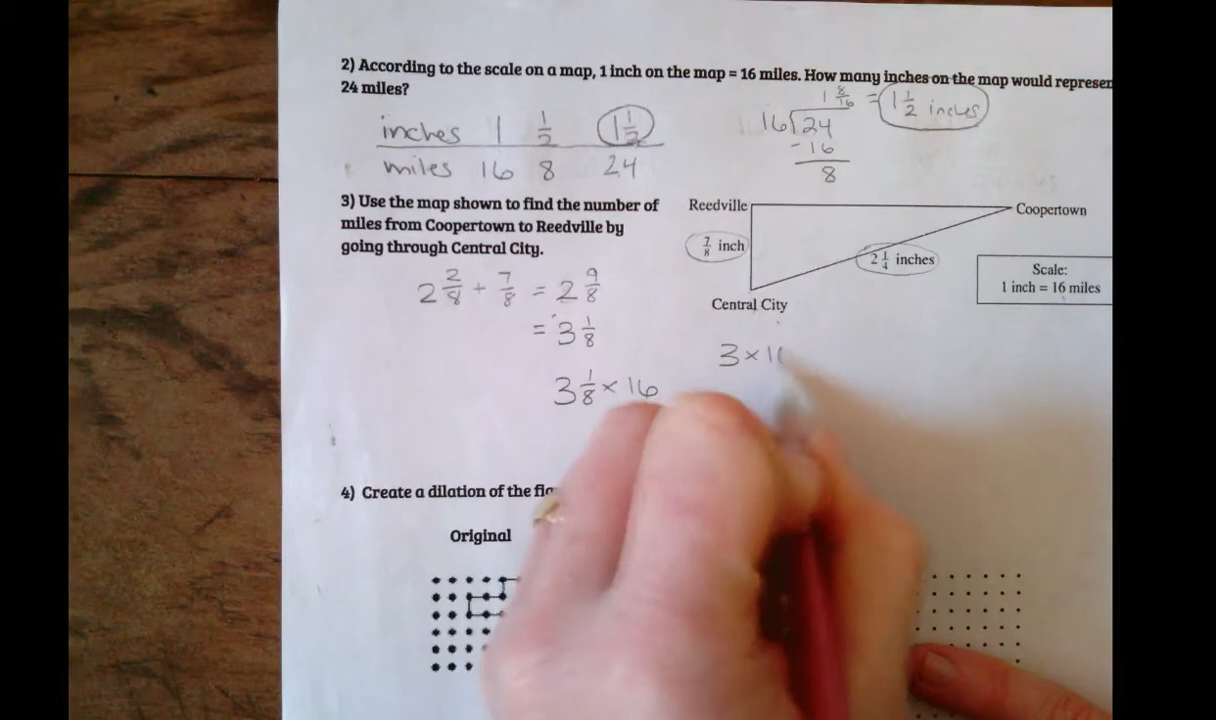 2) According to the scale on a map, 1 inch on the map = 16 miles. How many inches on the map would represen
24 miles?
inches 1 1/2 1 1/2
miles 16 8 24
1 8/16 = 1 1/2 inches
16)24
- 16
8
3) Use the map shown to find the number of
miles from Coopertown to Reedville by
going through Central City.
Reedville
Coopertown
7/8 inch
2 1/4 inches
Central City
Scale:
1 inch = 16 miles
2 2/8 + 7/8 = 2 9/8
= 3 1/8
3 1/8 × 16
3 × 1
4) Create a dilation of the
Original